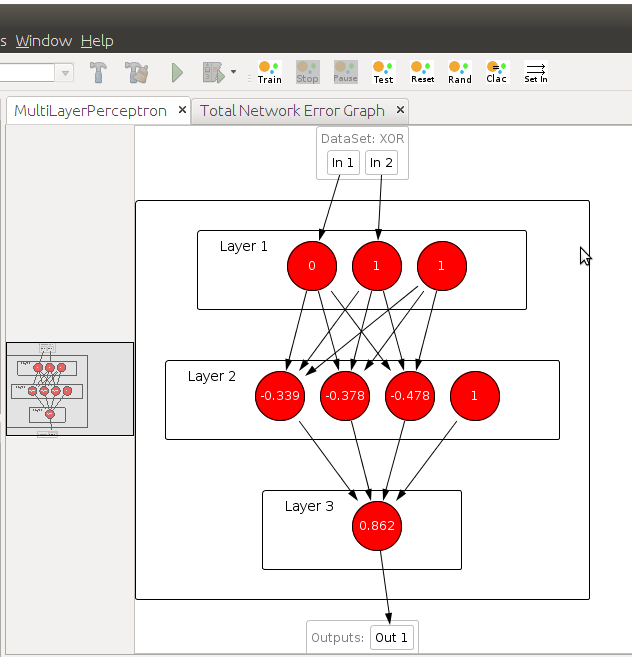 s Window Help
Train Stop Pause Test Reset Rand Clac Set In
MultiLayerPerceptron × Total Network Error Graph ×
DataSet: XOR
In 1 In 2
Layer 1
0 1 1
Layer 2
-0.339 -0.378 -0.478 1
Layer 3
0.862
Outputs: Out 1